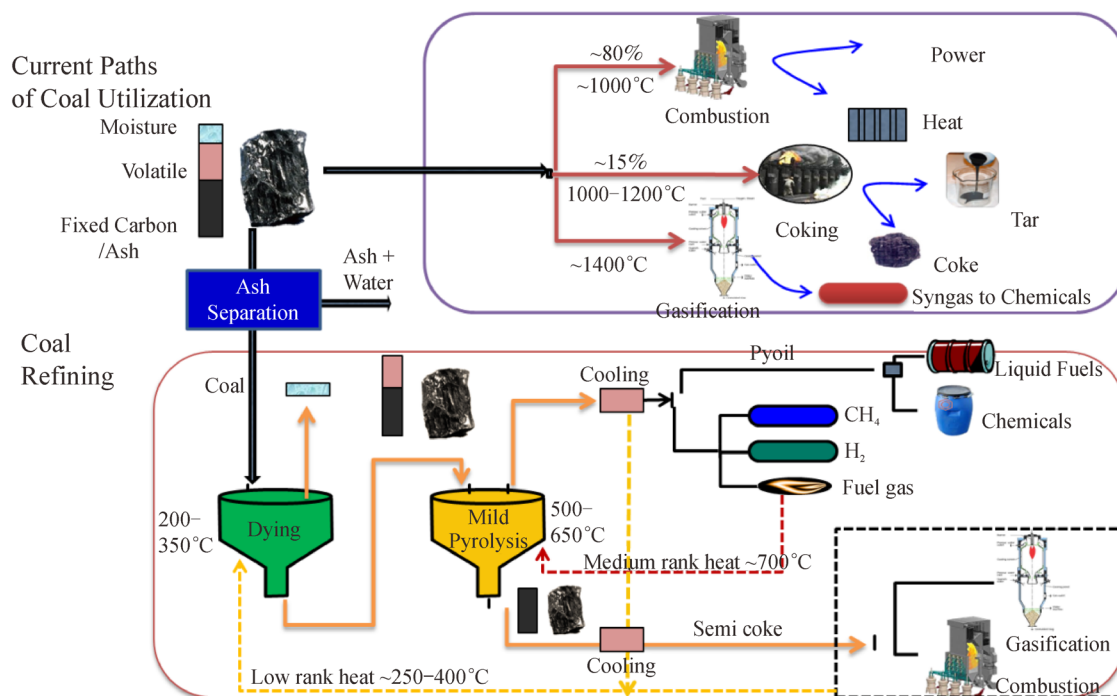 Current Paths
of Coal Utilization
Moisture
Volatile
Fixed Carbon
/Ash
~80%
~1000°C
Combustion
Power
Heat
~15%
1000−1200°C
Coking
Tar
Coke
~1400°C
Gasification
Syngas to Chemicals
Ash
Separation
Ash +
Water
Coal
Refining
Coal
Cooling
Pyoil
Liquid Fuels
Chemicals
CH₄
H₂
Fuel gas
200−
350°C
Dying
Mild
Pyrolysis
500−
650°C
Medium rank heat ~700°C
Semi coke
Cooling
Low rank heat ~250−400°C
Gasification
Combustion